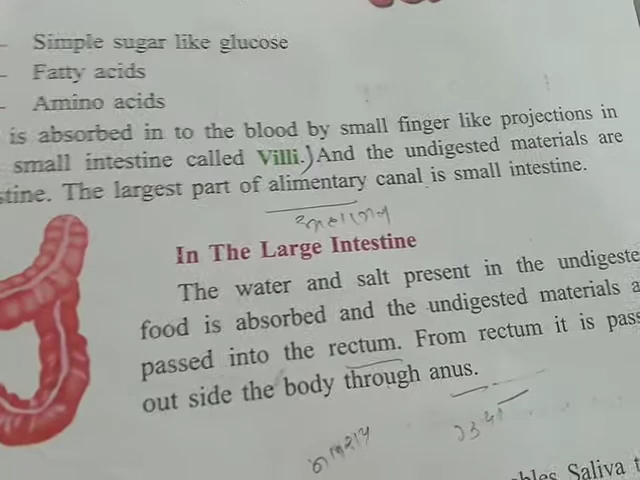 – Simple sugar like glucose
– Fatty acids
– Amino acids
is absorbed in to the blood by small finger like projections in
small intestine called Villi.) And the undigested materials are
stine. The largest part of alimentary canal is small intestine.
In The Large Intestine
The water and salt present in the undigeste
food is absorbed and the undigested materials a
passed into the rectum. From rectum it is pass
out side the body through anus.
bles Saliva t